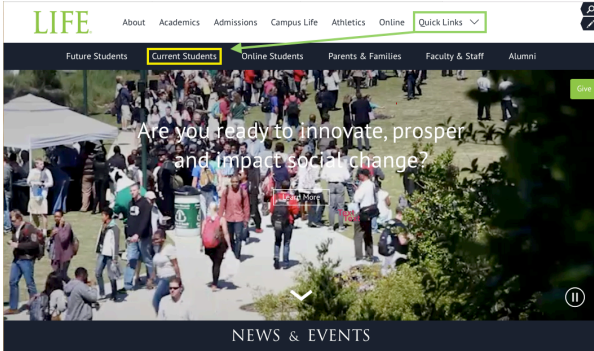 LIFE
About Academics Admissions Campus Life Athletics Online Quick Links
Future Students Current Students Online Students Parents & Families Faculty & Staff Alumni
Give
Are you ready to innovate, prosper
and impact social change?
Learn More
NEWS & EVENTS